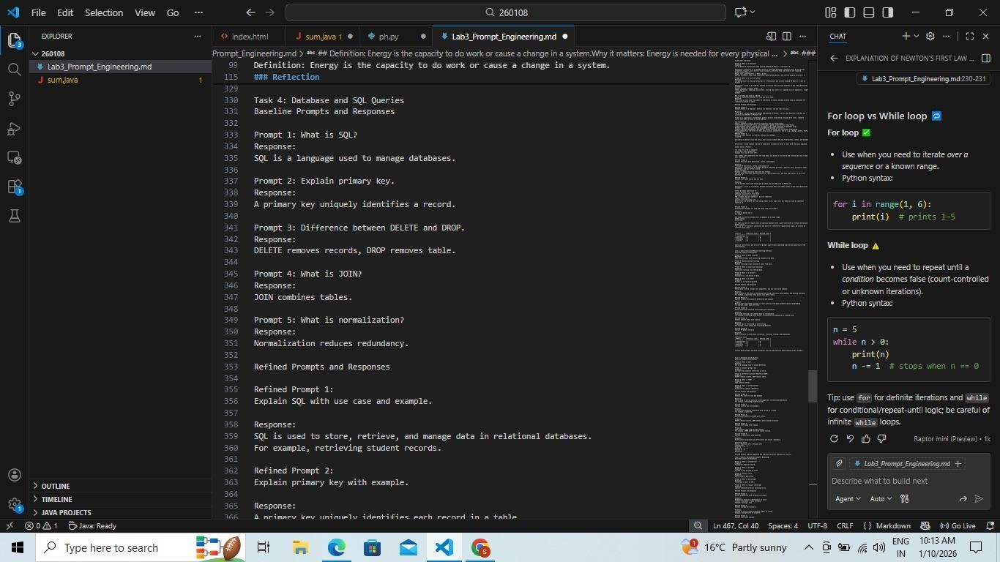 File Edit Selection View Go ···
260108
EXPLORER
260108
Lab3_Prompt_Engineering.md
sum.java 1
OUTLINE
TIMELINE
JAVA PROJECTS
index.html
sum.java 1
ph.py
Lab3_Prompt_Engineering.md
Prompt_Engineering.md > ## Definition: Energy is the capacity to do work or cause a change in a system.Why it matters: Energy is needed for every physical ... > ###
99 Definition: Energy is the capacity to do work or cause a change in a system.
115 ### Reflection
329
330 Task 4: Database and SQL Queries
331 Baseline Prompts and Responses
332
333 Prompt 1: What is SQL?
334 Response:
335 SQL is a language used to manage databases.
336
337 Prompt 2: Explain primary key.
338 Response:
339 A primary key uniquely identifies a record.
340
341 Prompt 3: Difference between DELETE and DROP.
342 Response:
343 DELETE removes records, DROP removes table.
344
345 Prompt 4: What is JOIN?
346 Response:
347 JOIN combines tables.
348
349 Prompt 5: What is normalization?
350 Response:
351 Normalization reduces redundancy.
352
353 Refined Prompts and Responses
354
355 Refined Prompt 1:
356 Explain SQL with use case and example.
357
358 Response:
359 SQL is used to store, retrieve, and manage data in relational databases.
360 For example, retrieving student records.
361
362 Refined Prompt 2:
363 Explain primary key with example.
364
365 Response:
366 A primary key uniquely identifies each record in a table
CHAT
EXPLANATION OF NEWTON'S FIRST LAW ...
Lab3_Prompt_Engineering.md:230-231
For loop vs While loop 🔁
For loop ✅
• Use when you need to iterate over a
sequence or a known range.
• Python syntax:
for i in range(1, 6):
print(i) # prints 1–5
While loop ⚠️
• Use when you need to repeat until a
condition becomes false (count-controlled
or unknown iterations).
• Python syntax:
n = 5
while n > 0:
print(n)
n -= 1 # stops when n == 0
Tip: use for for definite iterations and while
for conditional/repeat-until logic; be careful of
infinite while loops.
Raptor mini (Preview) • 1x
Lab3_Prompt_Engineering.md +
Describe what to build next
Agent Auto
0 1 Java: Ready
Ln 467, Col 40 Spaces: 4 UTF-8 CRLF { } Markdown Go Live
Type here to search
16°C Partly sunny
ENG
IN
10:13 AM
1/10/2026